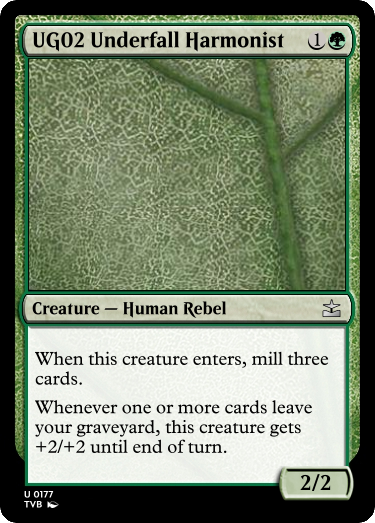 UG02 Underfall Harmonist 1
Creature — Human Rebel
When this creature enters, mill three
cards.
Whenever one or more cards leave
your graveyard, this creature gets
+2/+2 until end of turn.
2/2
U 0177
TVB